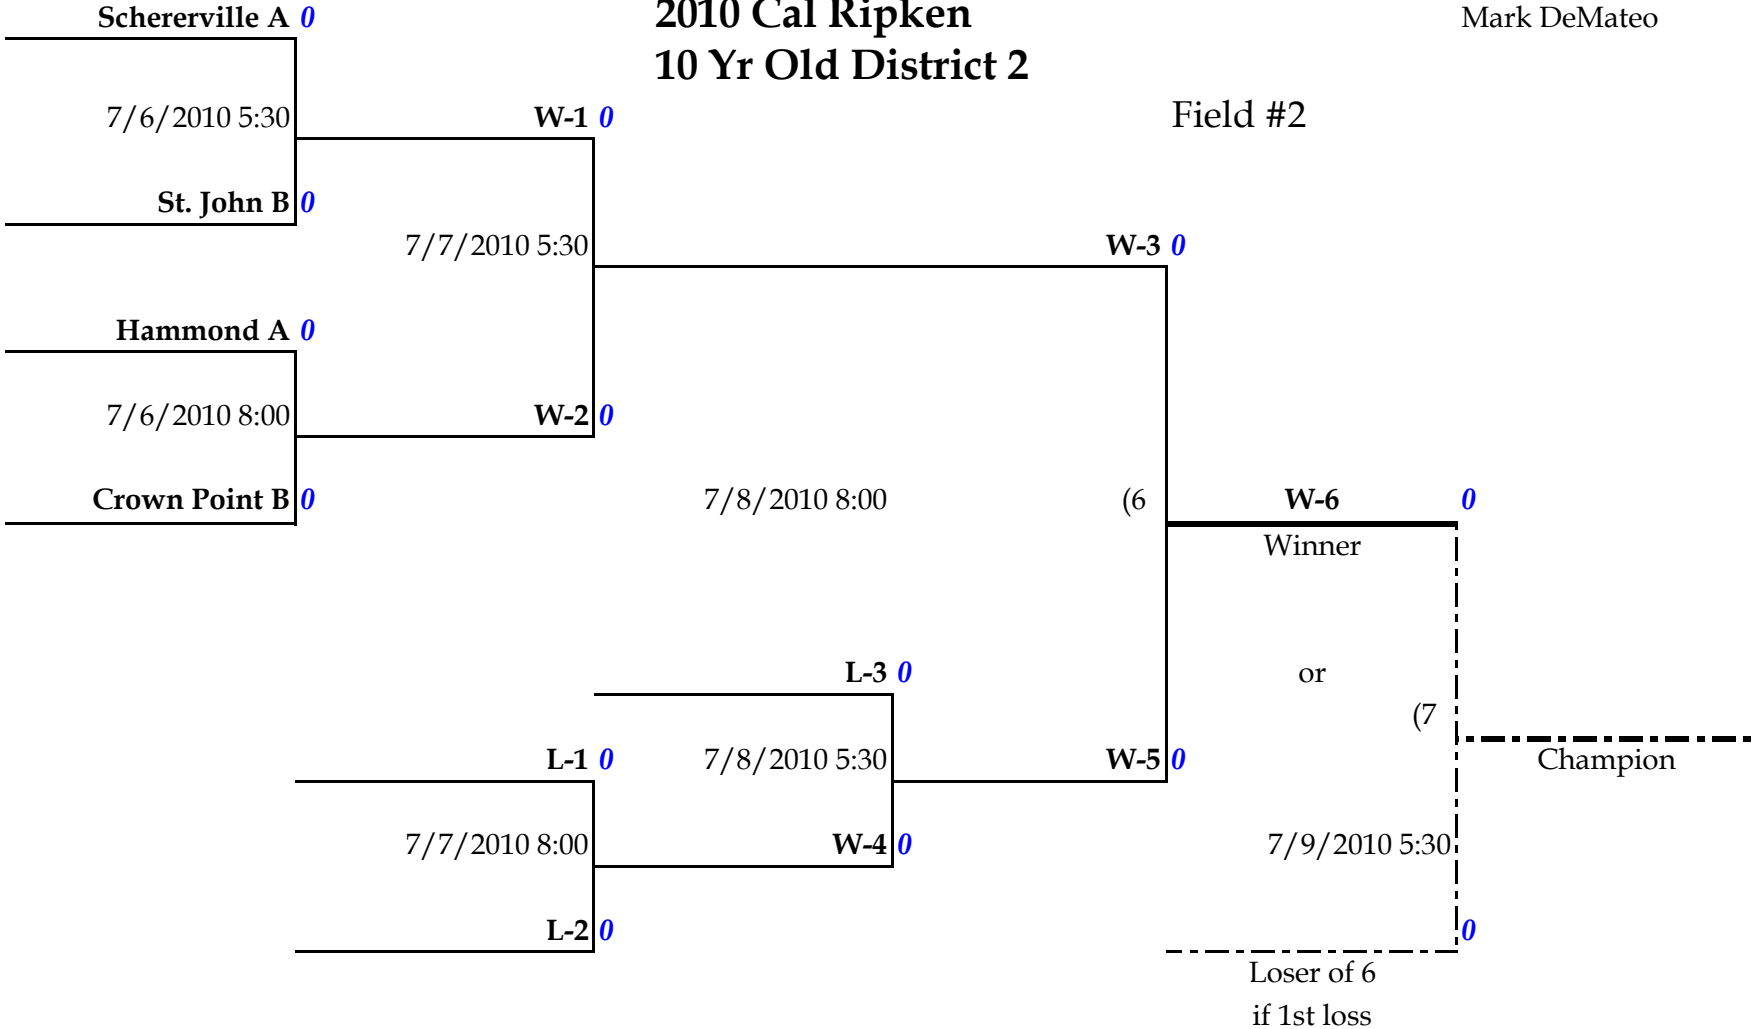 Schererville A 0
2010 Cal Ripken
Mark DeMateo
10 Yr Old District 2
7/6/2010 5:30
W-1 0
Field #2
St. John B 0
7/7/2010 5:30
W-3 0
Hammond A 0
7/6/2010 8:00
W-2 0
Crown Point B 0
7/8/2010 8:00
(6
W-6 0
Winner
L-3 0
or
(7
L-1 0
7/8/2010 5:30
W-5 0
Champion
7/7/2010 8:00
W-4 0
7/9/2010 5:30
L-2 0
0
Loser of 6
if 1st loss